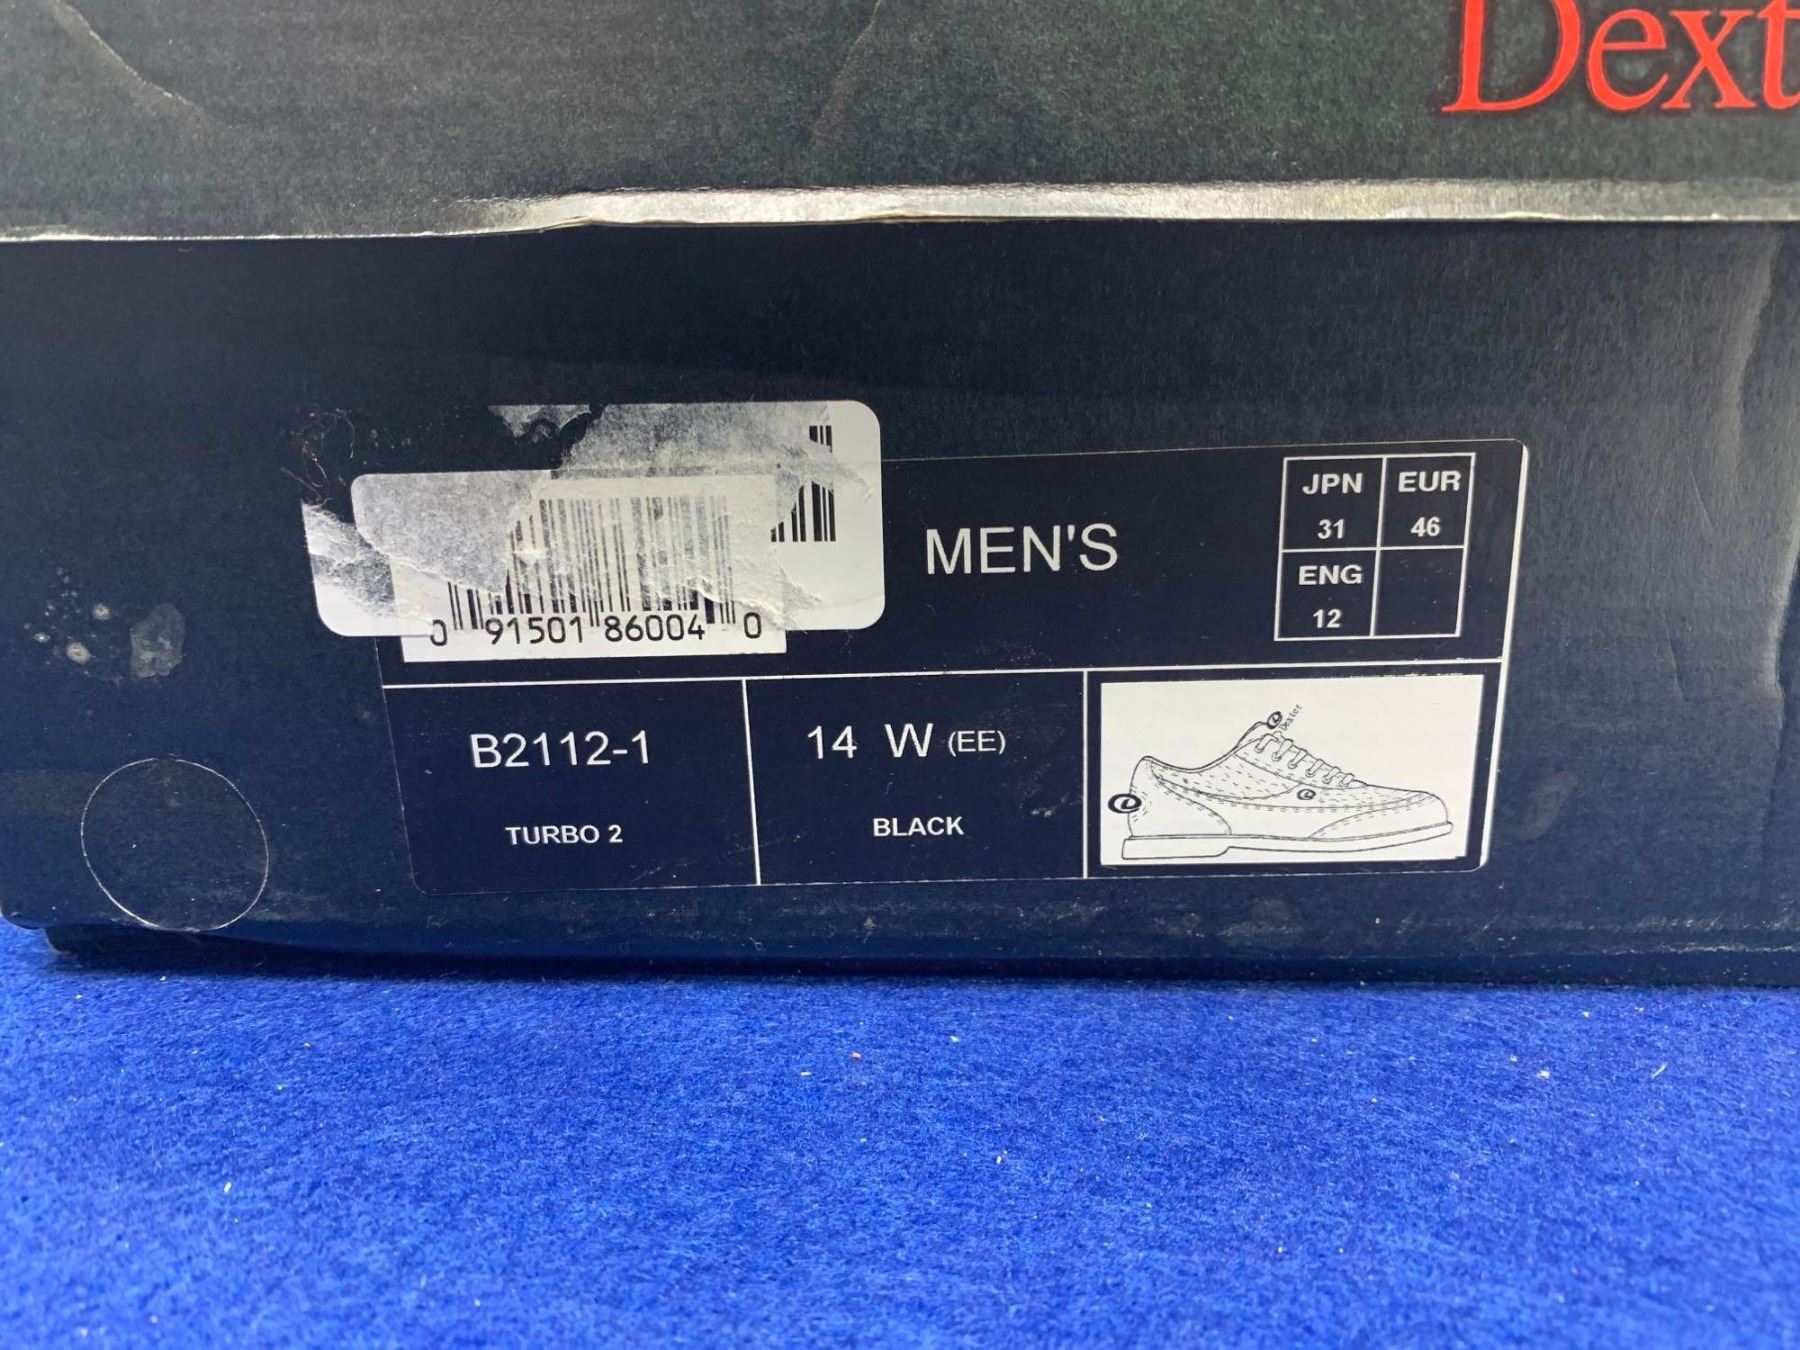 Dext
MEN'S
JPN EUR
31 46
ENG
12
0 91501 86004 0
B2112-1
TURBO 2
14 W (EE)
BLACK
Dexter